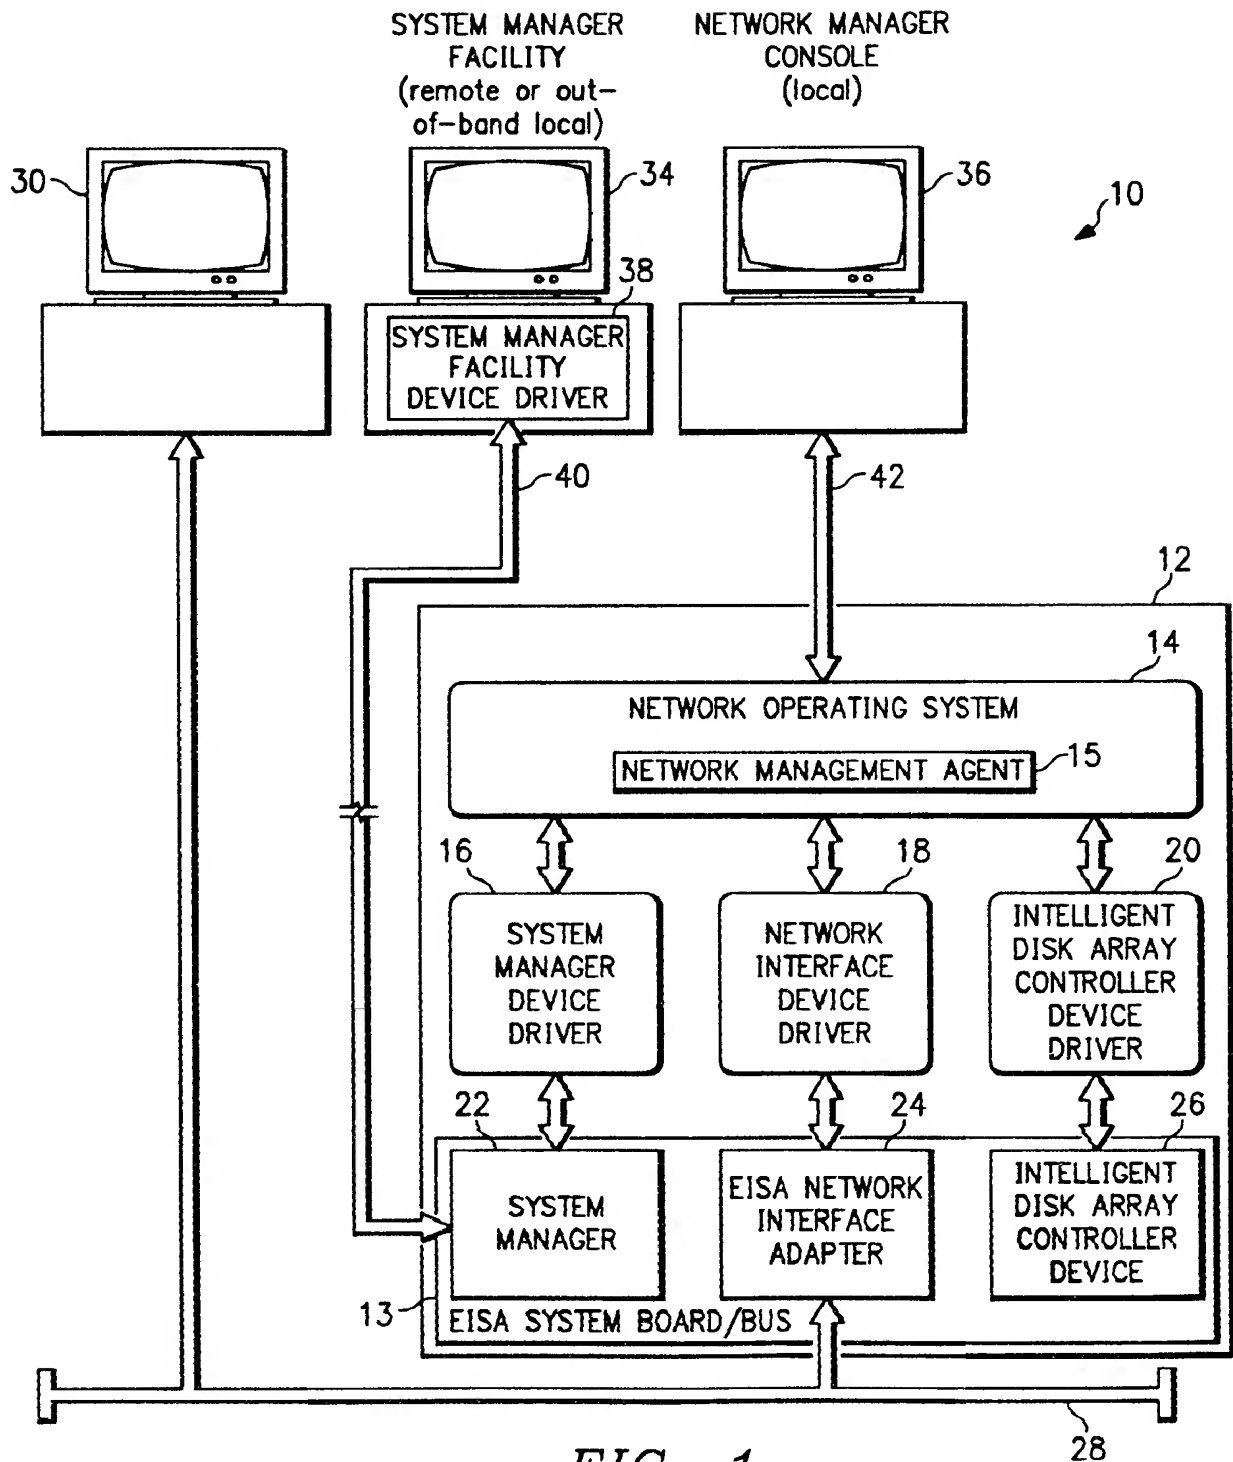 SYSTEM MANAGER
FACILITY
(remote or out-
of-band local)
NETWORK MANAGER
CONSOLE
(local)
30
34
36
10
38
SYSTEM MANAGER
FACILITY
DEVICE DRIVER
40
42
12
14
NETWORK OPERATING SYSTEM
NETWORK MANAGEMENT AGENT
15
16
18
20
SYSTEM
MANAGER
DEVICE
DRIVER
NETWORK
INTERFACE
DEVICE
DRIVER
INTELLIGENT
DISK ARRAY
CONTROLLER
DEVICE
DRIVER
22
24
26
SYSTEM
MANAGER
EISA NETWORK
INTERFACE
ADAPTER
INTELLIGENT
DISK ARRAY
CONTROLLER
DEVICE
13
EISA SYSTEM BOARD/BUS
28
FIG. 1